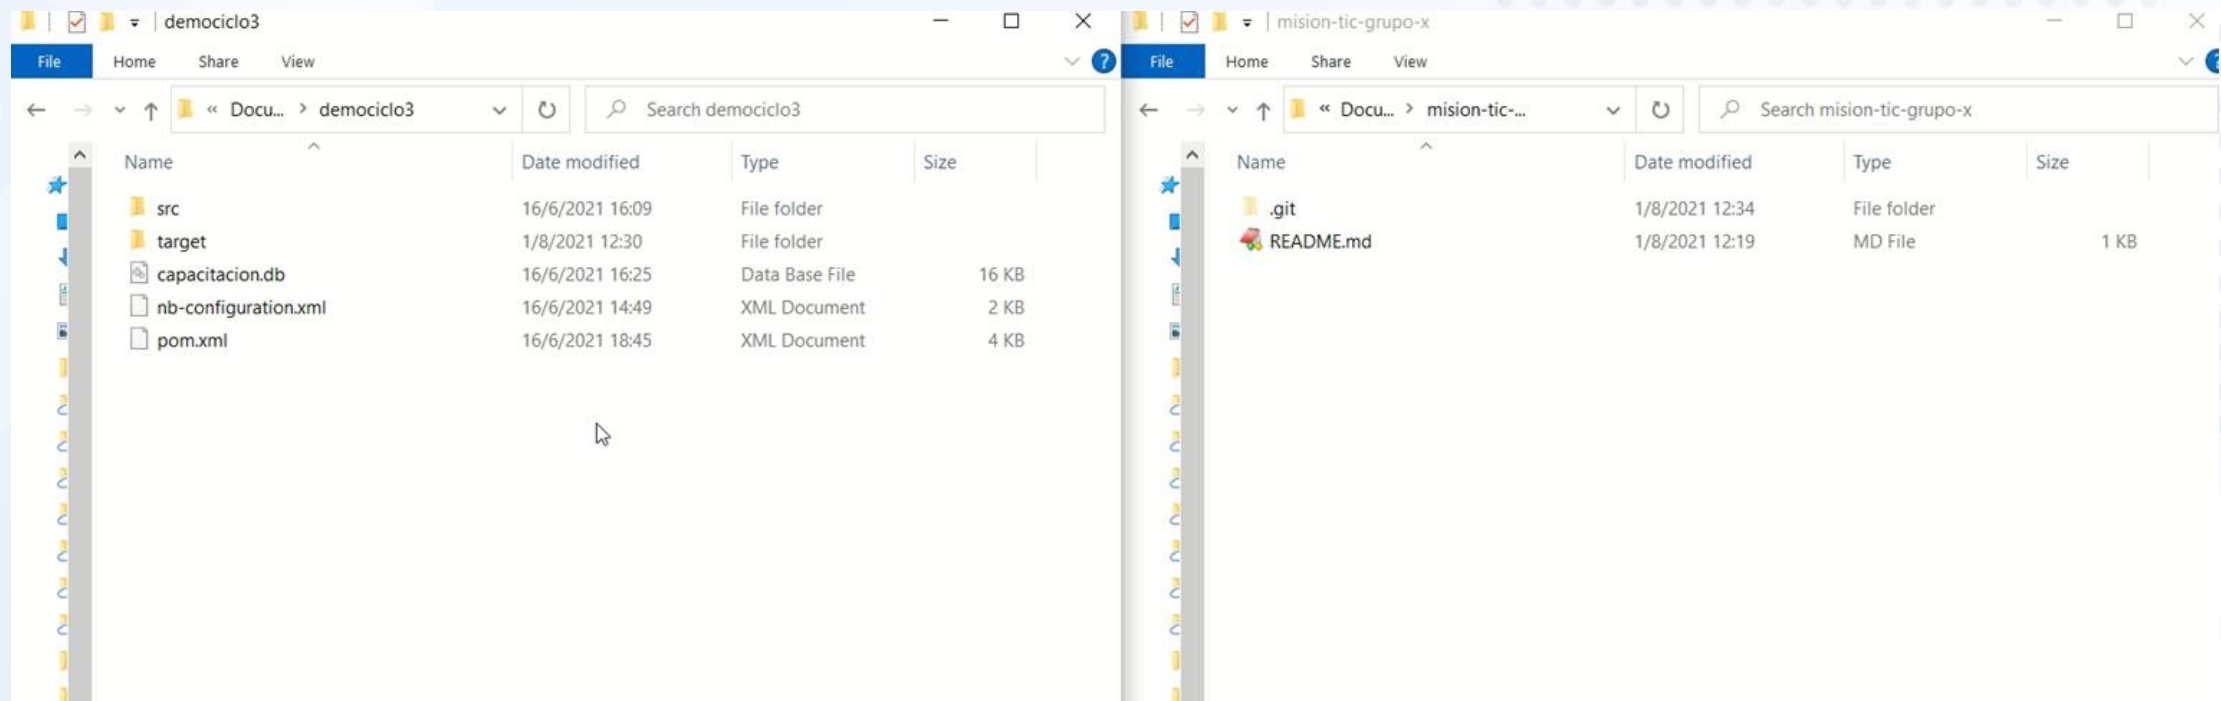 demociclo3
File Home Share View
« Docu... > demociclo3
Search demociclo3
Name Date modified Type Size
src 16/6/2021 16:09 File folder
target 1/8/2021 12:30 File folder
capacitacion.db 16/6/2021 16:25 Data Base File 16 KB
nb-configuration.xml 16/6/2021 14:49 XML Document 2 KB
pom.xml 16/6/2021 18:45 XML Document 4 KB
mision-tic-grupo-x
File Home Share View
« Docu... > mision-tic-...
Search mision-tic-grupo-x
Name Date modified Type Size
.git 1/8/2021 12:34 File folder
README.md 1/8/2021 12:19 MD File 1 KB